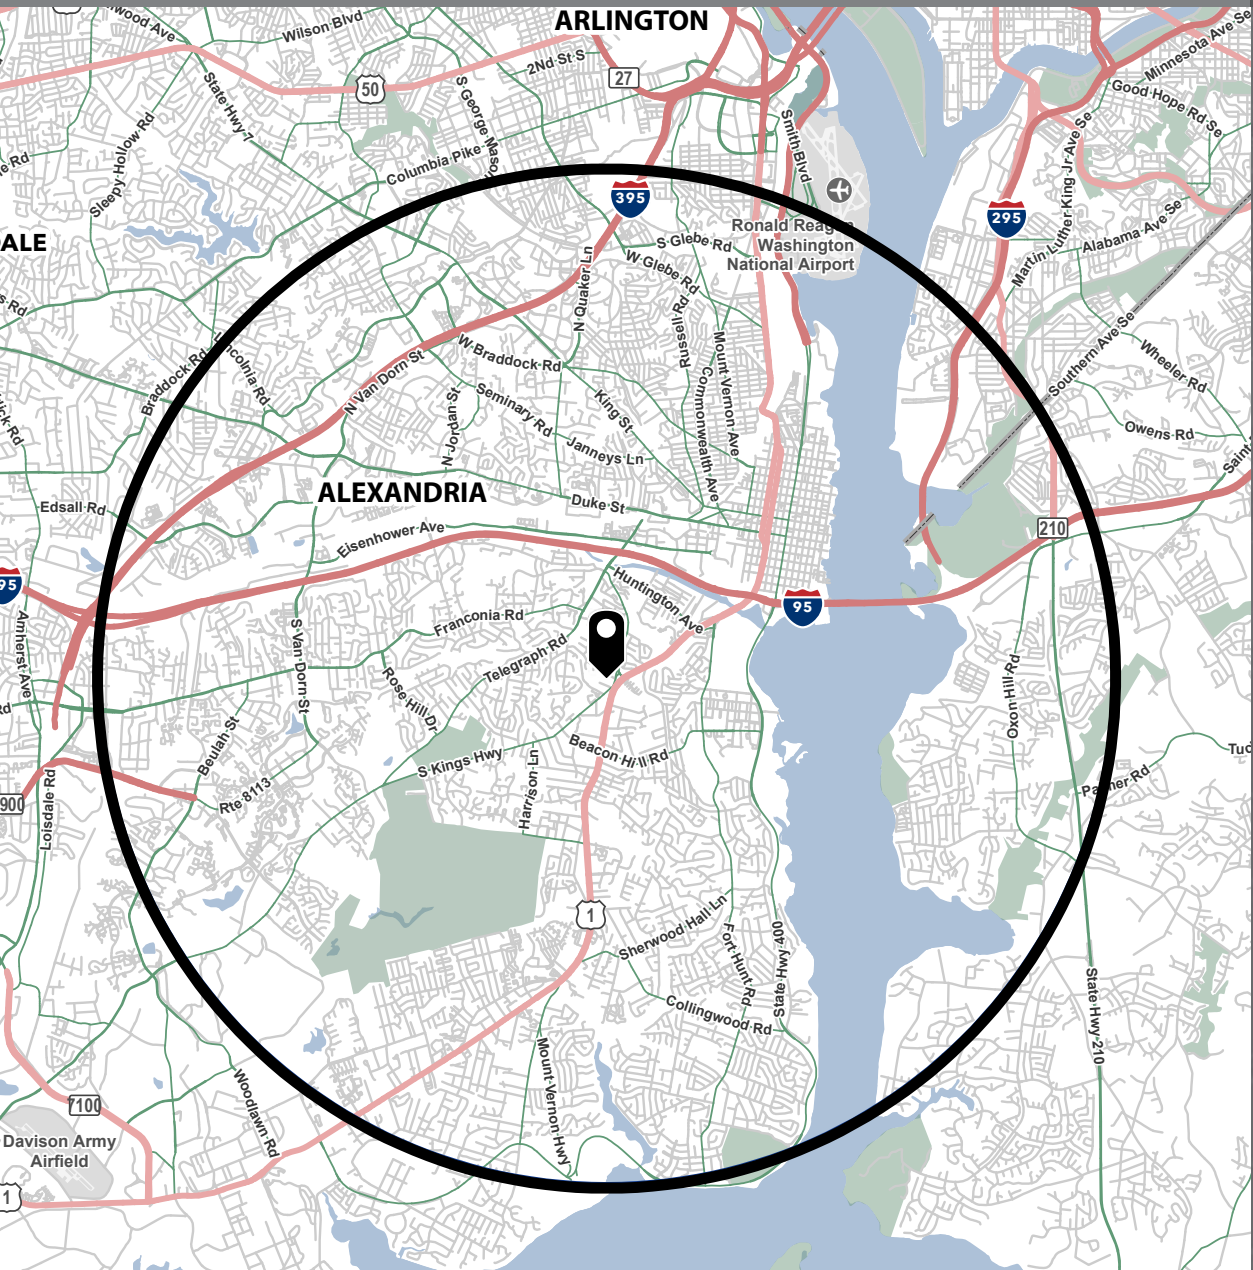 ARLINGTON
Wilson Blvd
2Nd St S
27
50
State Hwy 7
Sleepy Hollow Rd
S George Mason
Columbia Pike
Smith Blvd
Minnesota Ave Se
Good Hope Rd Se
Martin Luther King Jr Ave Se
Alabama Ave Se
395
295
Ronald Reagan
Washington
National Airport
S Glebe Rd
W Glebe Rd
N Quaker Ln
Russell Rd
Mount Vernon Ave
Commonwealth Ave
Southern Ave Se
Wheeler Rd
Owens Rd
Braddock Rd
Lincolnia Rd
N Van Dorn St
W Braddock Rd
Seminary Rd
King St
N Jordan St
Janneys Ln
ALEXANDRIA
Duke St
Edsall Rd
Eisenhower Ave
210
95
95
Huntington Ave
Franconia Rd
Telegraph Rd
Amherst Ave
S Van Dorn St
Rose Hill Dr
Oxon Hill Rd
Beulah St
S Kings Hwy
Beacon Hill Rd
Harrison Ln
Rte 8113
Loisdale Rd
900
Palmer Rd
1
Sherwood Hall Ln
Fort Hunt Rd
State Hwy 400
Collingwood Rd
State Hwy 210
Mount Vernon Hwy
Woodlawn Rd
7100
Davison Army
Airfield
1